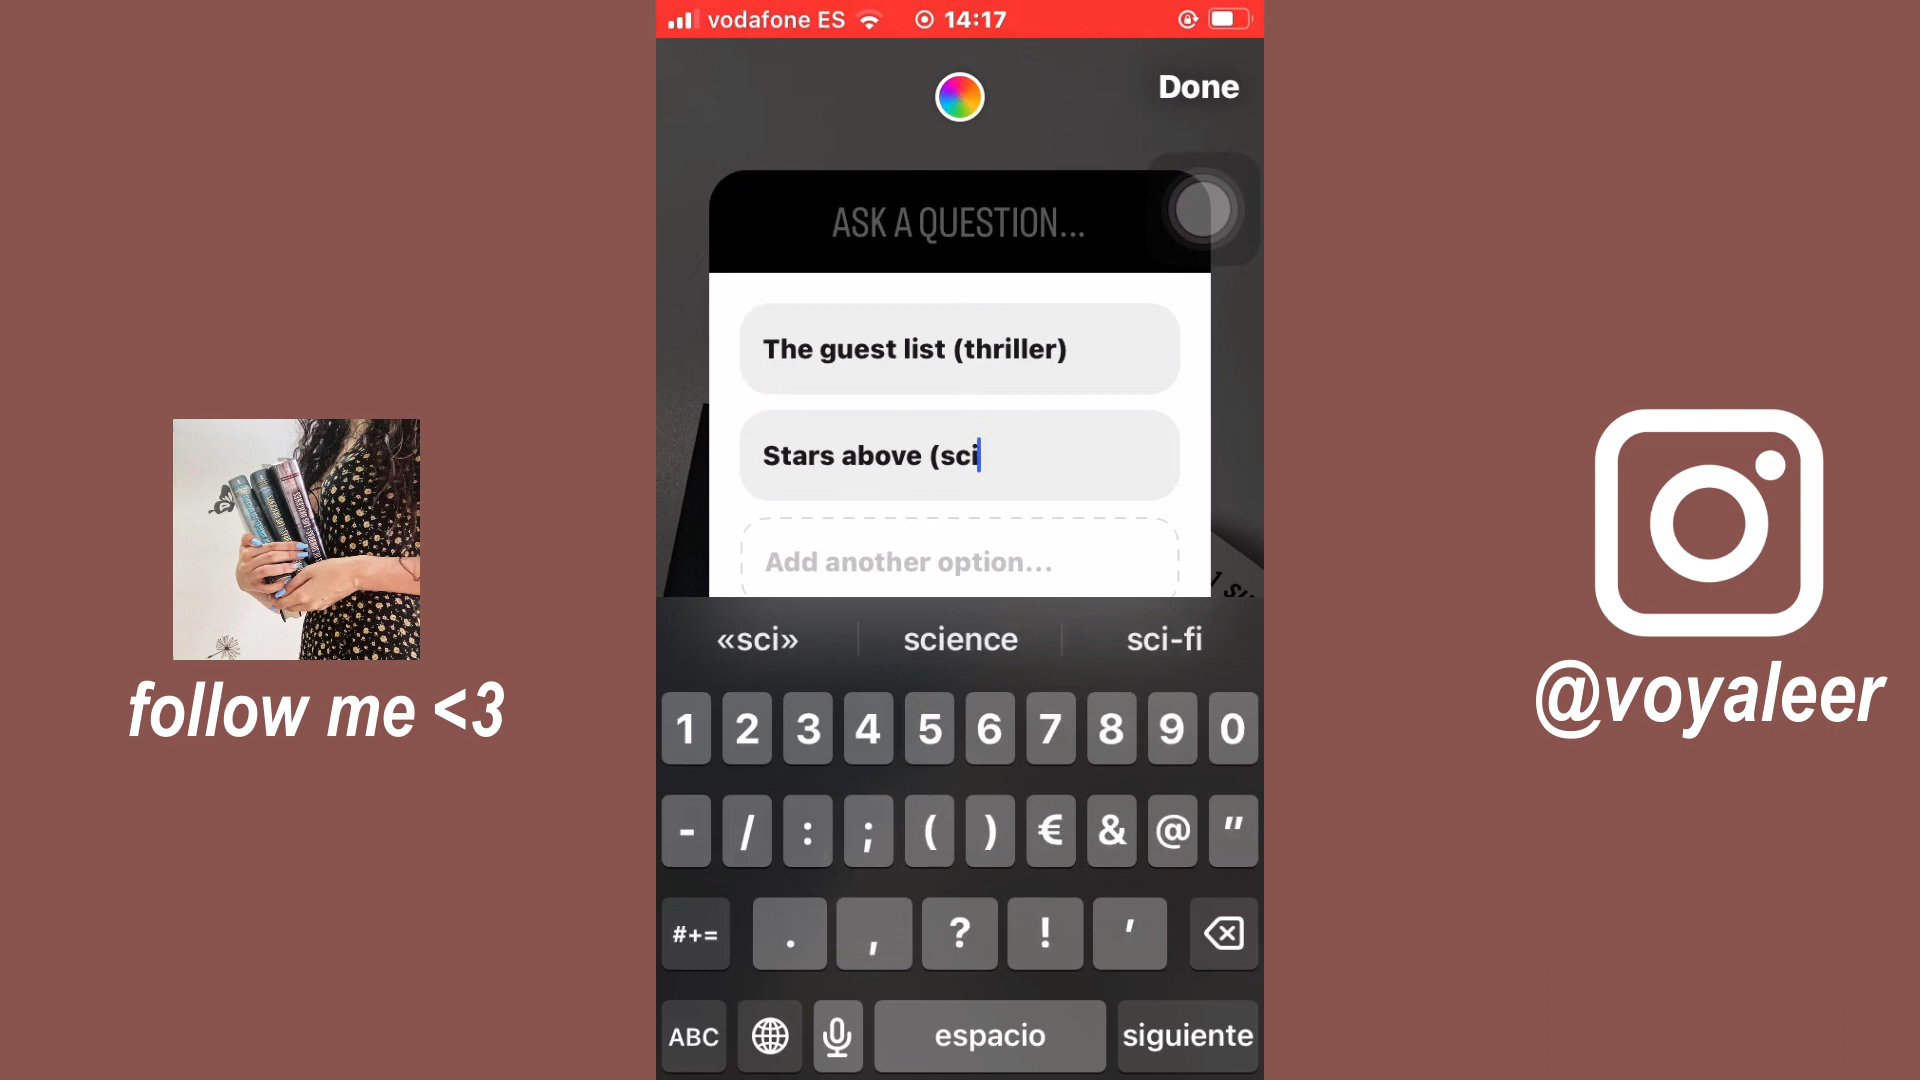 vodafone ES 14:17
Done
ASK A QUESTION...
The guest list (thriller)
Stars above (sci
Add another option...
«sci» science sci-fi
1 2 3 4 5 6 7 8 9 0
- / : ; ( ) € & @ "
#+= . , ? ! '
ABC espacio siguiente
follow me <3
@voyaleer